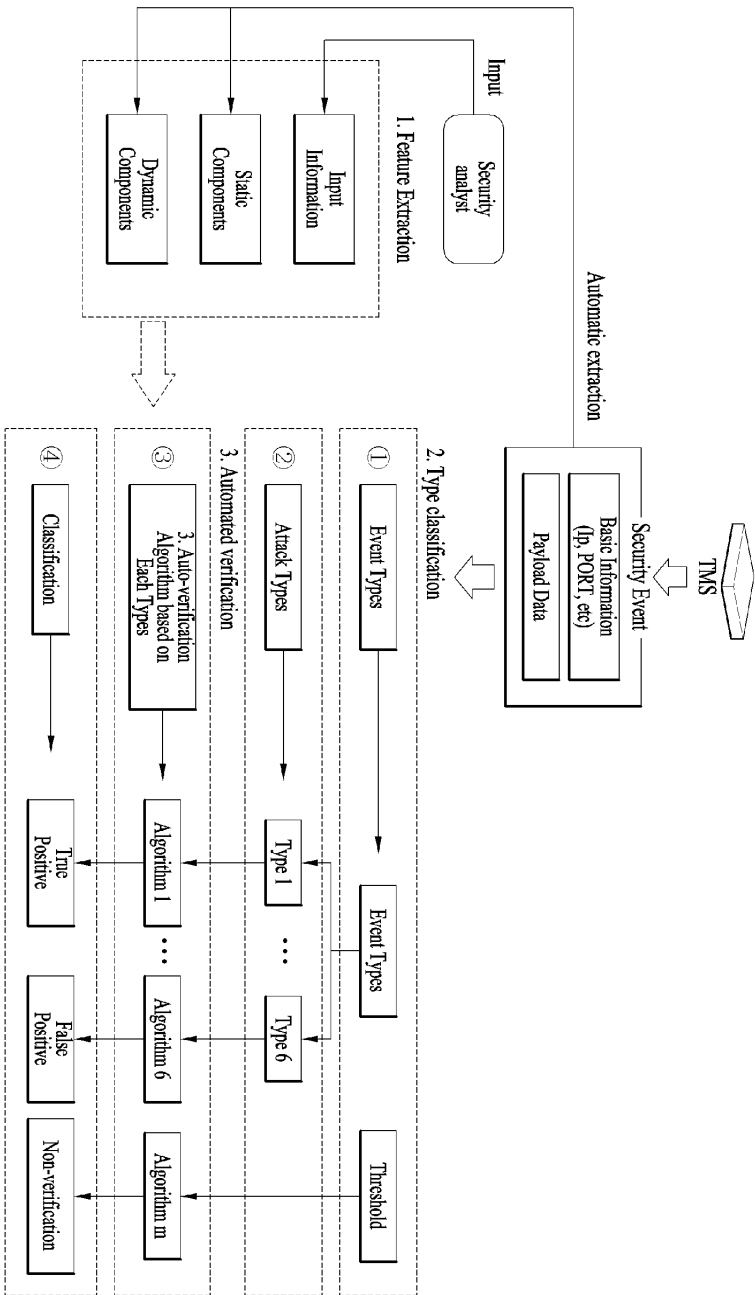 TMS
Security Event
Basic Information
(Ip, PORT, etc)
Payload Data
Automatic extraction
Input
Security
analyst
1. Feature Extraction
Input
Information
Static
Components
Dynamic
Components
2. Type classification
①
Event Types
Event Types
Threshold
②
Attack Types
Type 1
...
Type 6
3. Automated verification
③
3. Auto-verification
Algorithm based on
Each Types
Algorithm 1
...
Algorithm 6
Algorithm m
④
Classification
True
Positive
False
Positive
Non-verification